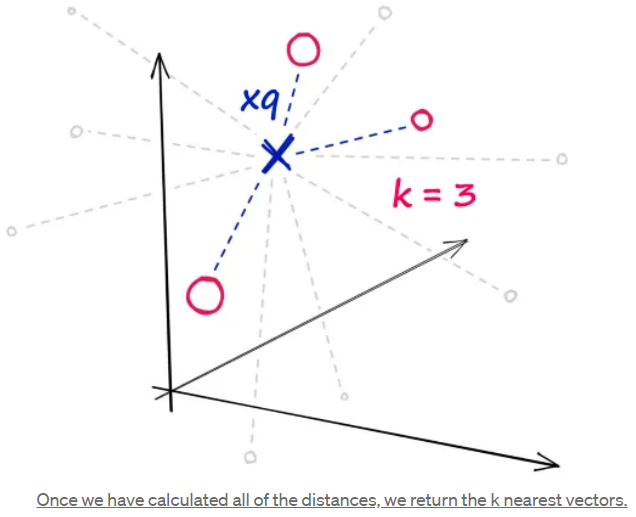 xq
k = 3
Once we have calculated all of the distances, we return the k nearest vectors.